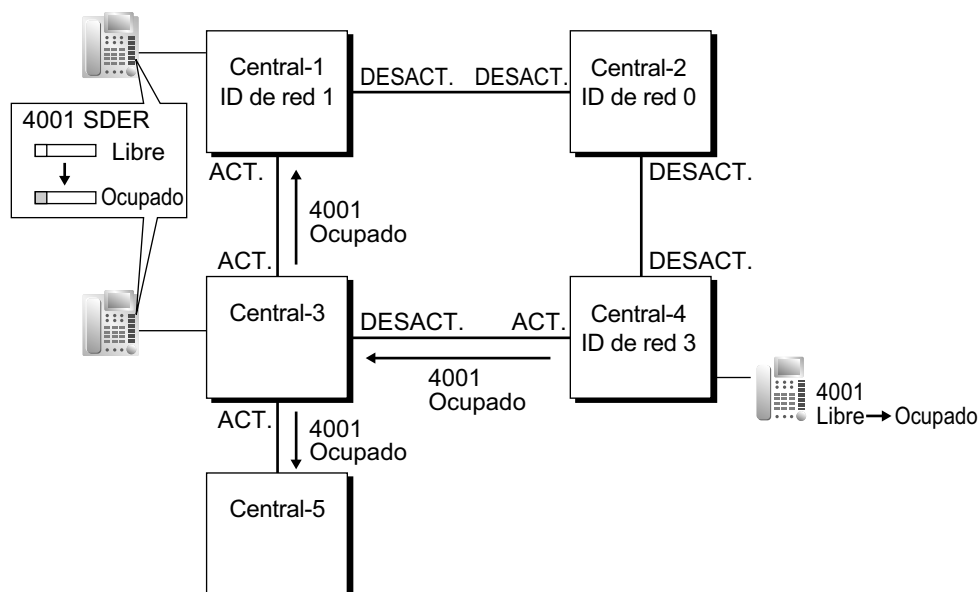 Central-1
ID de red 1
DESACT.
DESACT.
Central-2
ID de red 0
4001 SDER
Libre
Ocupado
ACT.
DESACT.
4001
Ocupado
ACT.
DESACT.
Central-3
DESACT.
ACT.
Central-4
ID de red 3
4001
Ocupado
4001
Libre → Ocupado
ACT.
4001
Ocupado
Central-5